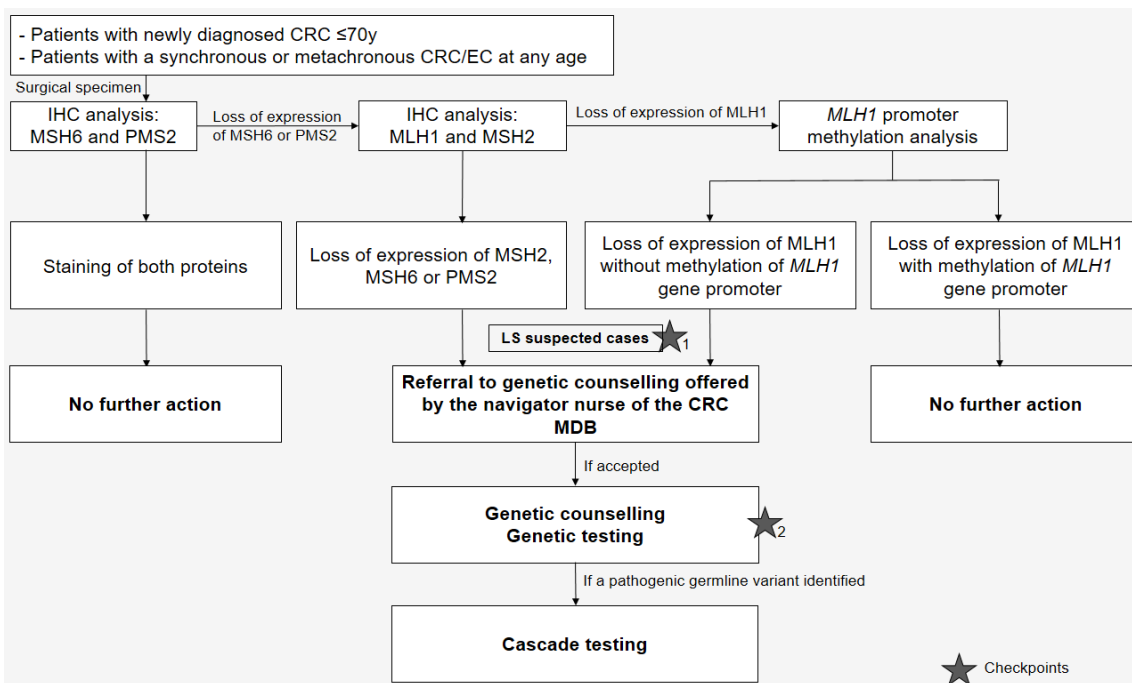 - Patients with newly diagnosed CRC ≤70y
- Patients with a synchronous or metachronous CRC/EC at any age
Surgical specimen
IHC analysis:
MSH6 and PMS2
Loss of expression
of MSH6 or PMS2
IHC analysis:
MLH1 and MSH2
Loss of expression of MLH1
MLH1 promoter
methylation analysis
Staining of both proteins
Loss of expression of MSH2,
MSH6 or PMS2
Loss of expression of MLH1
without methylation of MLH1
gene promoter
Loss of expression of MLH1
with methylation of MLH1
gene promoter
LS suspected cases
1
No further action
Referral to genetic counselling offered
by the navigator nurse of the CRC
MDB
No further action
If accepted
Genetic counselling
Genetic testing
2
If a pathogenic germline variant identified
Cascade testing
Checkpoints